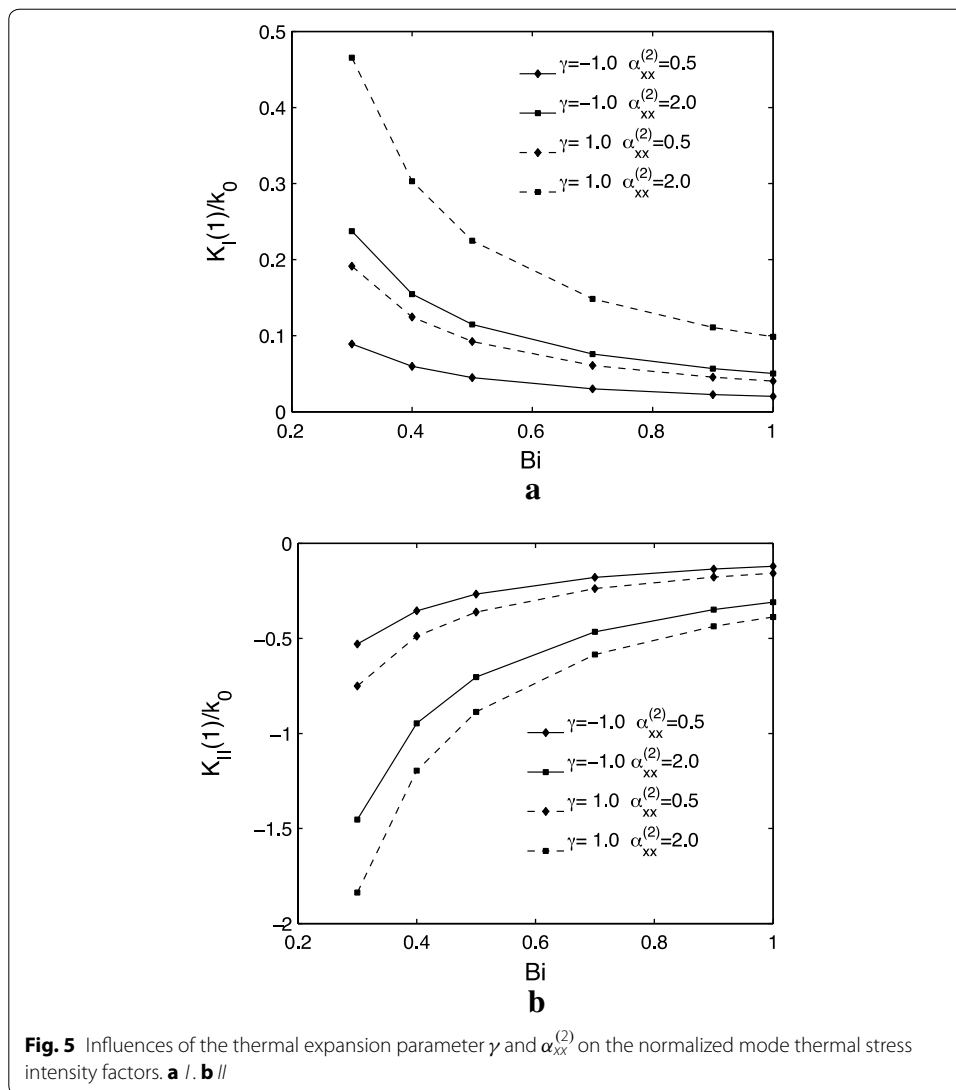 0.5
0.4
0.3
0.2
0.1
0
K_I(1)/k_0
γ=−1.0 α_xx^(2)=0.5
γ=−1.0 α_xx^(2)=2.0
γ= 1.0 α_xx^(2)=0.5
γ= 1.0 α_xx^(2)=2.0
0.2 0.4 0.6 0.8 1
Bi
a
0
−0.5
−1
−1.5
−2
K_II(1)/k_0
γ=−1.0 α_xx^(2)=0.5
γ=−1.0 α_xx^(2)=2.0
γ= 1.0 α_xx^(2)=0.5
γ= 1.0 α_xx^(2)=2.0
0.2 0.4 0.6 0.8 1
Bi
b
Fig. 5 Influences of the thermal expansion parameter γ and α_xx^(2) on the normalized mode thermal stress
intensity factors. a I. b II